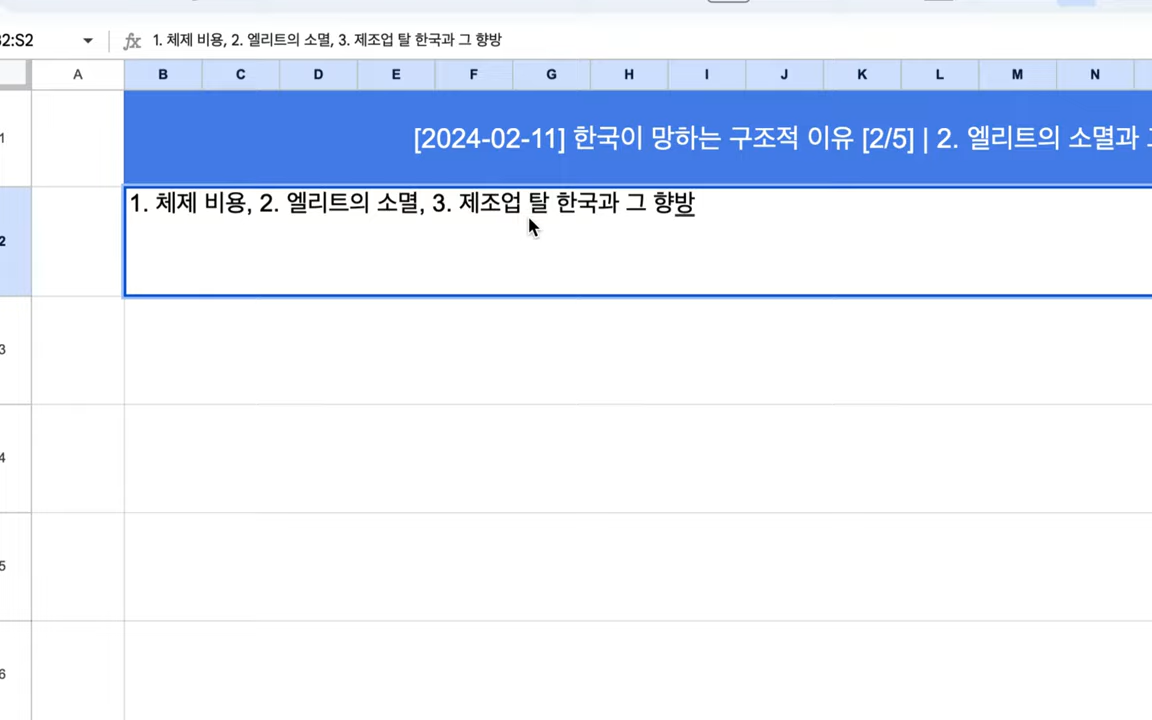 32:S2
fx 1. 체제 비용, 2. 엘리트의 소멸, 3. 제조업 탈 한국과 그 향방
A B C D E F G H I J K L M N
1 [2024-02-11] 한국이 망하는 구조적 이유 [2/5] | 2. 엘리트의 소멸과
2 1. 체제 비용, 2. 엘리트의 소멸, 3. 제조업 탈 한국과 그 향방
3
4
5
6